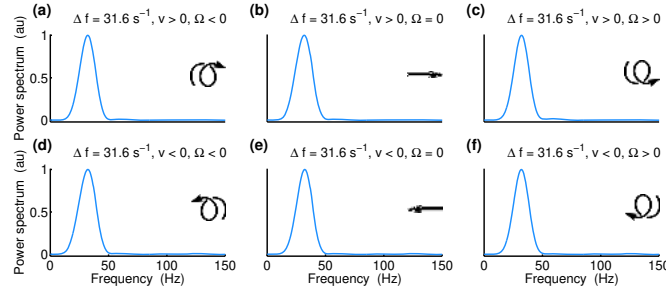 (a) Δ f = 31.6 s⁻¹, v > 0, Ω < 0
(b) Δ f = 31.6 s⁻¹, v > 0, Ω = 0
(c) Δ f = 31.6 s⁻¹, v > 0, Ω > 0
Power spectrum (au)
1
0.5
0
(d) Δ f = 31.6 s⁻¹, v < 0, Ω < 0
(e) Δ f = 31.6 s⁻¹, v < 0, Ω = 0
(f) Δ f = 31.6 s⁻¹, v < 0, Ω > 0
Power spectrum (au)
1
0.5
0
0 50 100 150
0 50 100 150
0 50 100 150
Frequency (Hz)
Frequency (Hz)
Frequency (Hz)